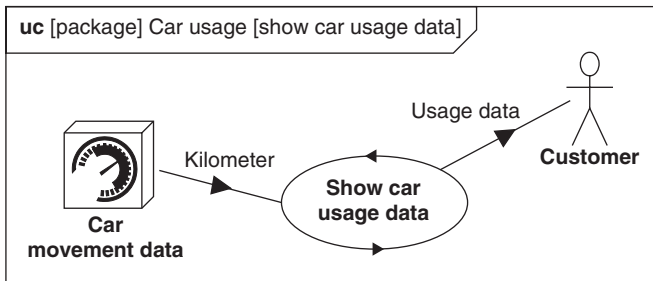 uc [package] Car usage [show car usage data]
Usage data
Kilometer
Customer
Show car
usage data
Car
movement data